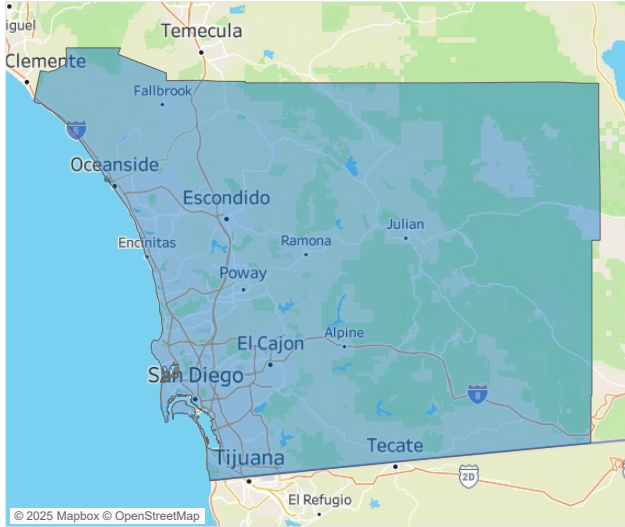 iguel
Temecula
Clemente
Fallbrook
5
Oceanside
Escondido
Julian
Encinitas
Ramona
Poway
Alpine
El Cajon
San Diego
8
Tecate
Tijuana
2D
El Refugio
© 2025 Mapbox © OpenStreetMap